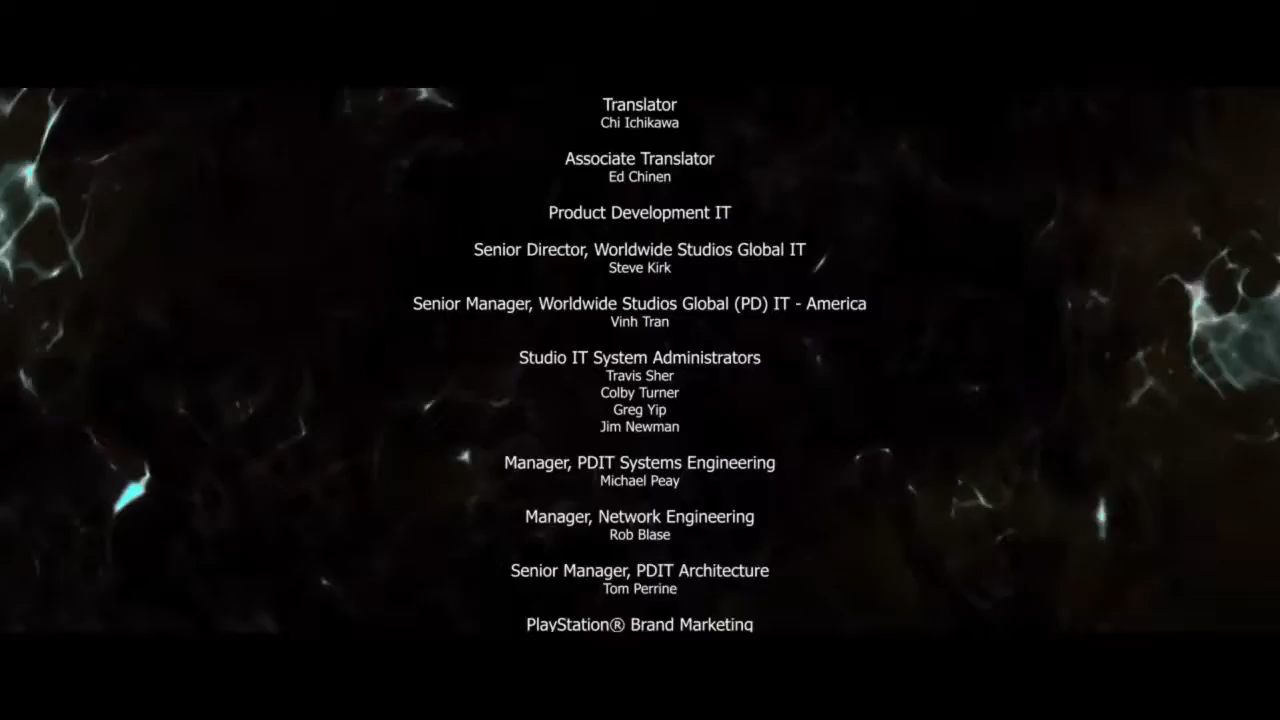 Translator
Chi Ichikawa
Associate Translator
Ed Chinen
Product Development IT
Senior Director, Worldwide Studios Global IT
Steve Kirk
Senior Manager, Worldwide Studios Global (PD) IT - America
Vinh Tran
Studio IT System Administrators
Travis Sher
Colby Turner
Greg Yip
Jim Newman
Manager, PDIT Systems Engineering
Michael Peay
Manager, Network Engineering
Rob Blase
Senior Manager, PDIT Architecture
Tom Perrine
PlayStation® Brand Marketing